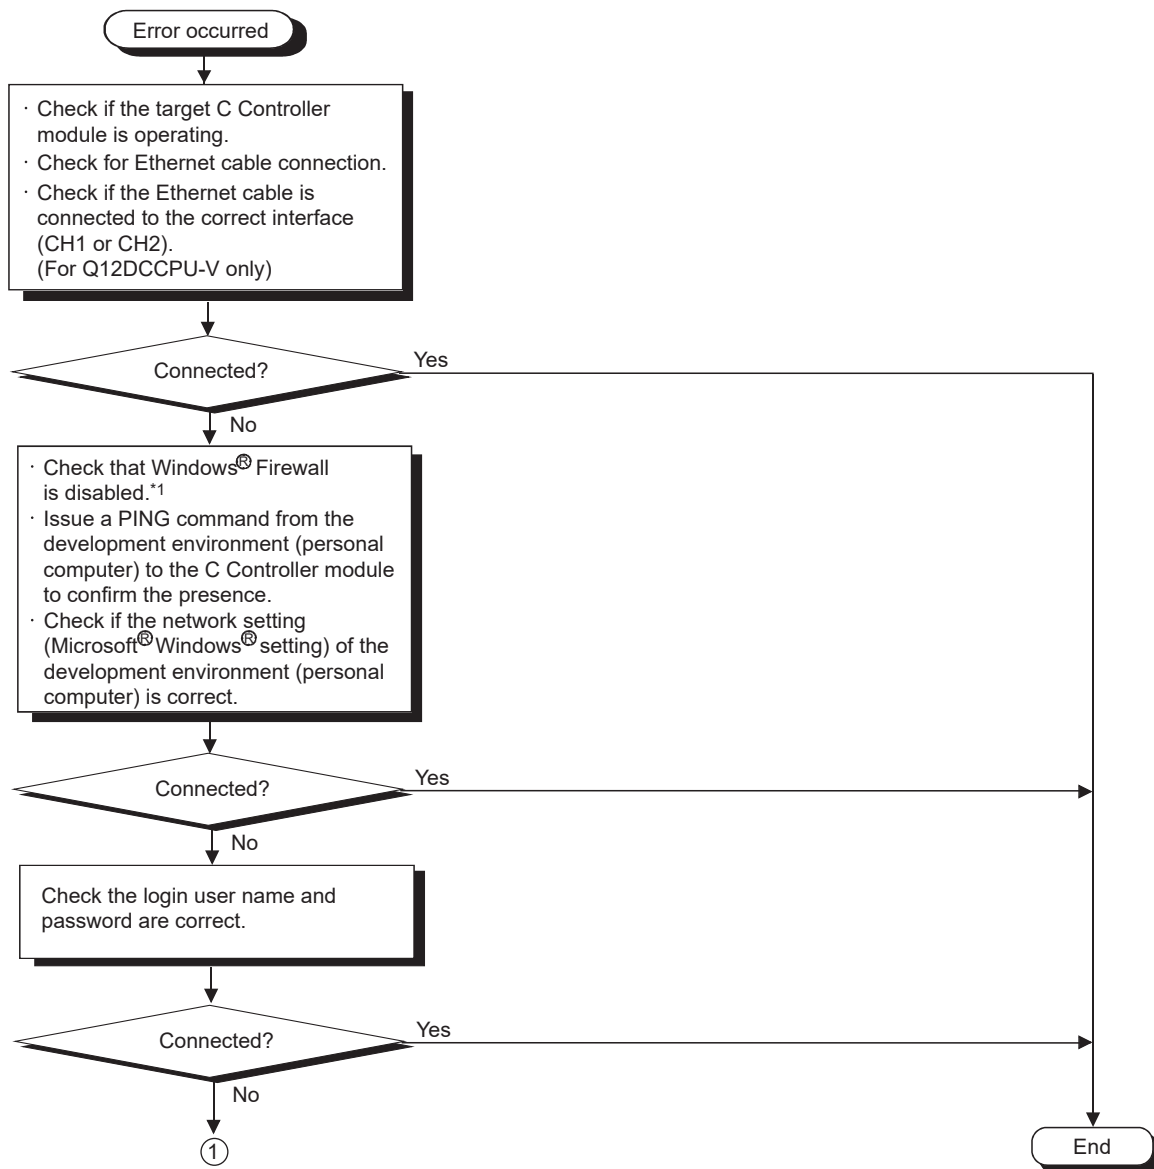 Error occurred
· Check if the target C Controller
module is operating.
· Check for Ethernet cable connection.
· Check if the Ethernet cable is
connected to the correct interface
(CH1 or CH2).
(For Q12DCCPU-V only)
Connected?
Yes
No
· Check that Windows® Firewall
is disabled.*1
· Issue a PING command from the
development environment (personal
computer) to the C Controller module
to confirm the presence.
· Check if the network setting
(Microsoft® Windows® setting) of the
development environment (personal
computer) is correct.
Connected?
Yes
No
Check the login user name and
password are correct.
Connected?
Yes
No
①
End